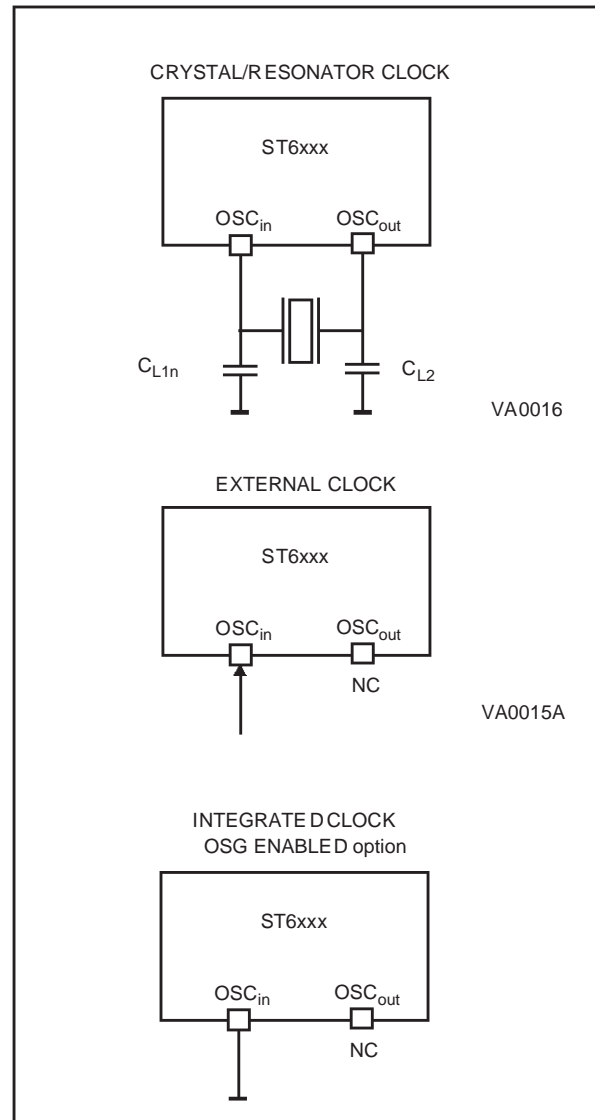 CRYSTAL/RESONATOR CLOCK
ST6xxx
OSCin OSCout
CL1n CL2
VA0016
EXTERNAL CLOCK
ST6xxx
OSCin OSCout
NC
VA0015A
INTEGRATED CLOCK
OSG ENABLED option
ST6xxx
OSCin OSCout
NC